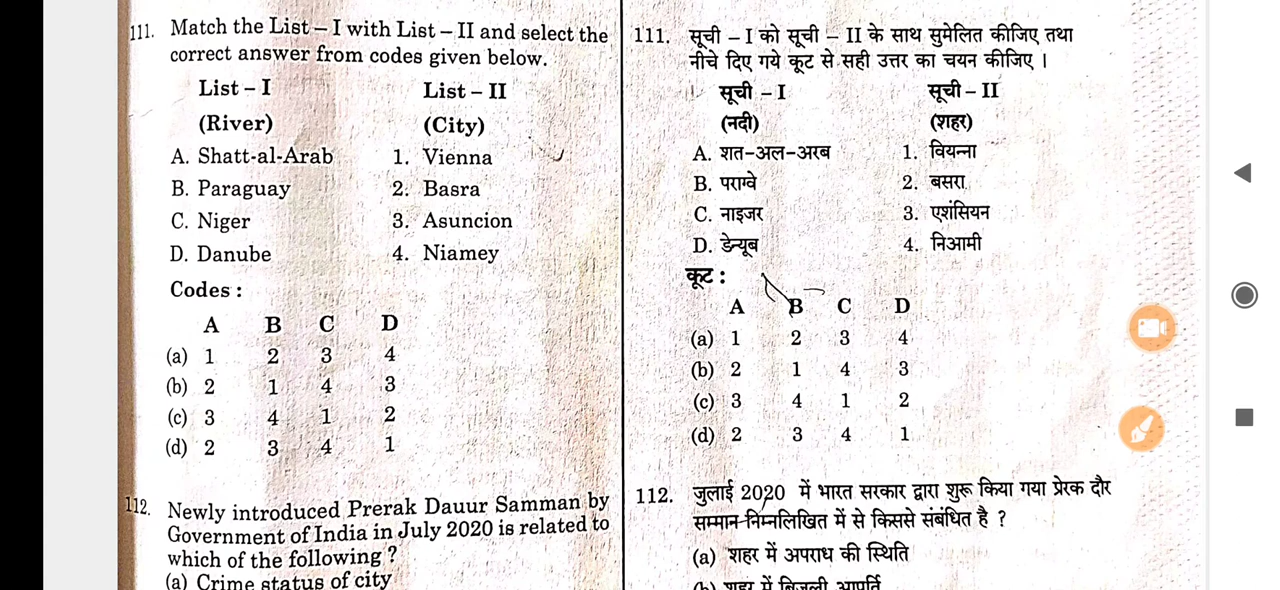 111. Match the List – I with List – II and select the
correct answer from codes given below.
List – I List – II
(River) (City)
A. Shatt-al-Arab 1. Vienna
B. Paraguay 2. Basra
C. Niger 3. Asuncion
D. Danube 4. Niamey
Codes :
A B C D
(a) 1 2 3 4
(b) 2 1 4 3
(c) 3 4 1 2
(d) 2 3 4 1
112. Newly introduced Prerak Dauur Samman by
Government of India in July 2020 is related to
which of the following ?
(a) Crime status of city
111. सूची – I को सूची – II के साथ सुमेलित कीजिए तथा
नीचे दिए गये कूट से सही उत्तर का चयन कीजिए ।
सूची – I सूची – II
(नदी) (शहर)
A. शत-अल-अरब 1. वियन्ना
B. पराग्वे 2. बसरा
C. नाइजर 3. एशंसियन
D. डेन्यूब 4. निआमी
कूट :
A B C D
(a) 1 2 3 4
(b) 2 1 4 3
(c) 3 4 1 2
(d) 2 3 4 1
112. जुलाई 2020 में भारत सरकार द्वारा शुरू किया गया प्रेरक दौर
सम्मान निम्नलिखित में से किससे संबंधित है ?
(a) शहर में अपराध की स्थिति
(b) शहर में बिजली आपूर्ति